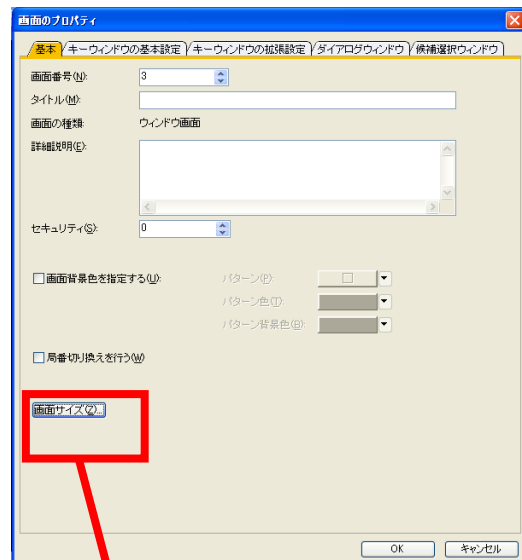 画面のプロパティ
基本 キーウィンドウの基本設定 キーウィンドウの拡張設定 ダイアログウィンドウ 候補選択ウィンドウ
画面番号(N): 3
タイトル(M):
画面の種類: ウィンドウ画面
詳細説明(E):
セキュリティ(S): 0
画面背景色を指定する(U): パターン(P):
パターン色(T):
パターン背景色(B):
局番切り換えを行う(W)
画面サイズ(Z)...
OK キャンセル